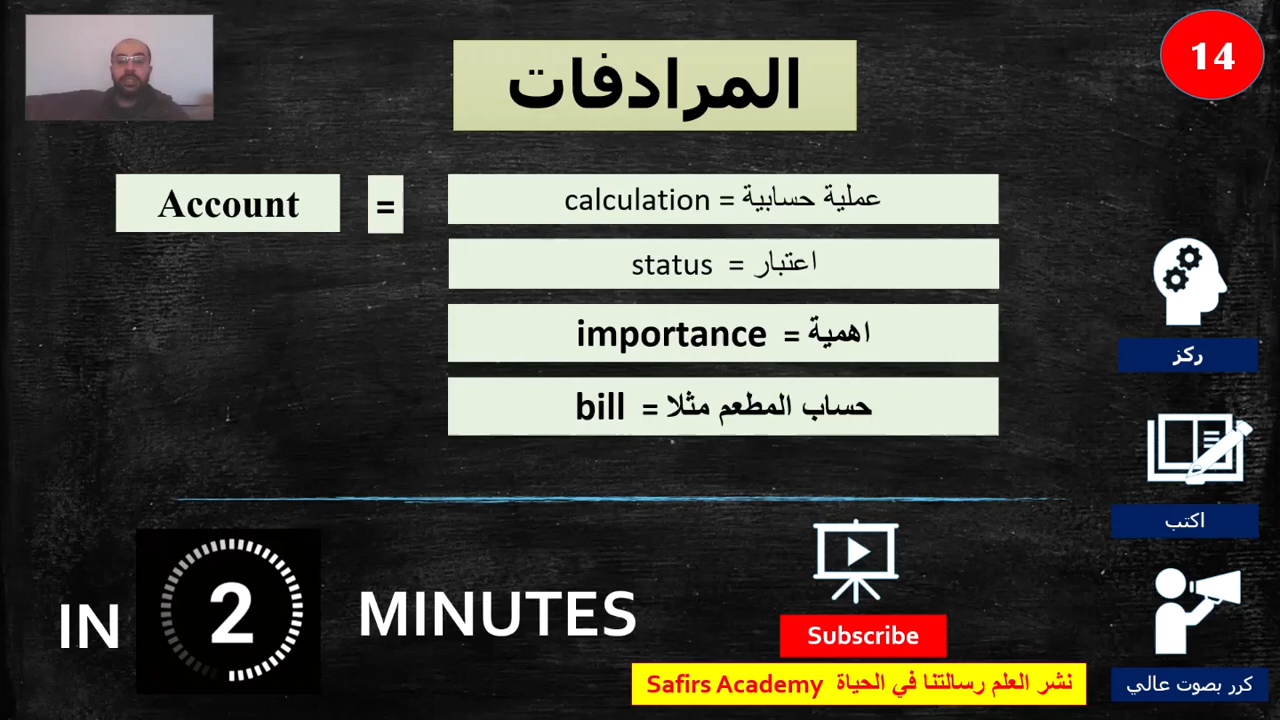 14
المرادفات
Account = calculation = عملية حسابية
status = اعتبار
importance = اهمية
bill = حساب المطعم مثلا
ركز
اكتب
كرر بصوت عالي
IN 2 MINUTES
Subscribe
Safirs Academy نشر العلم رسالتنا في الحياة